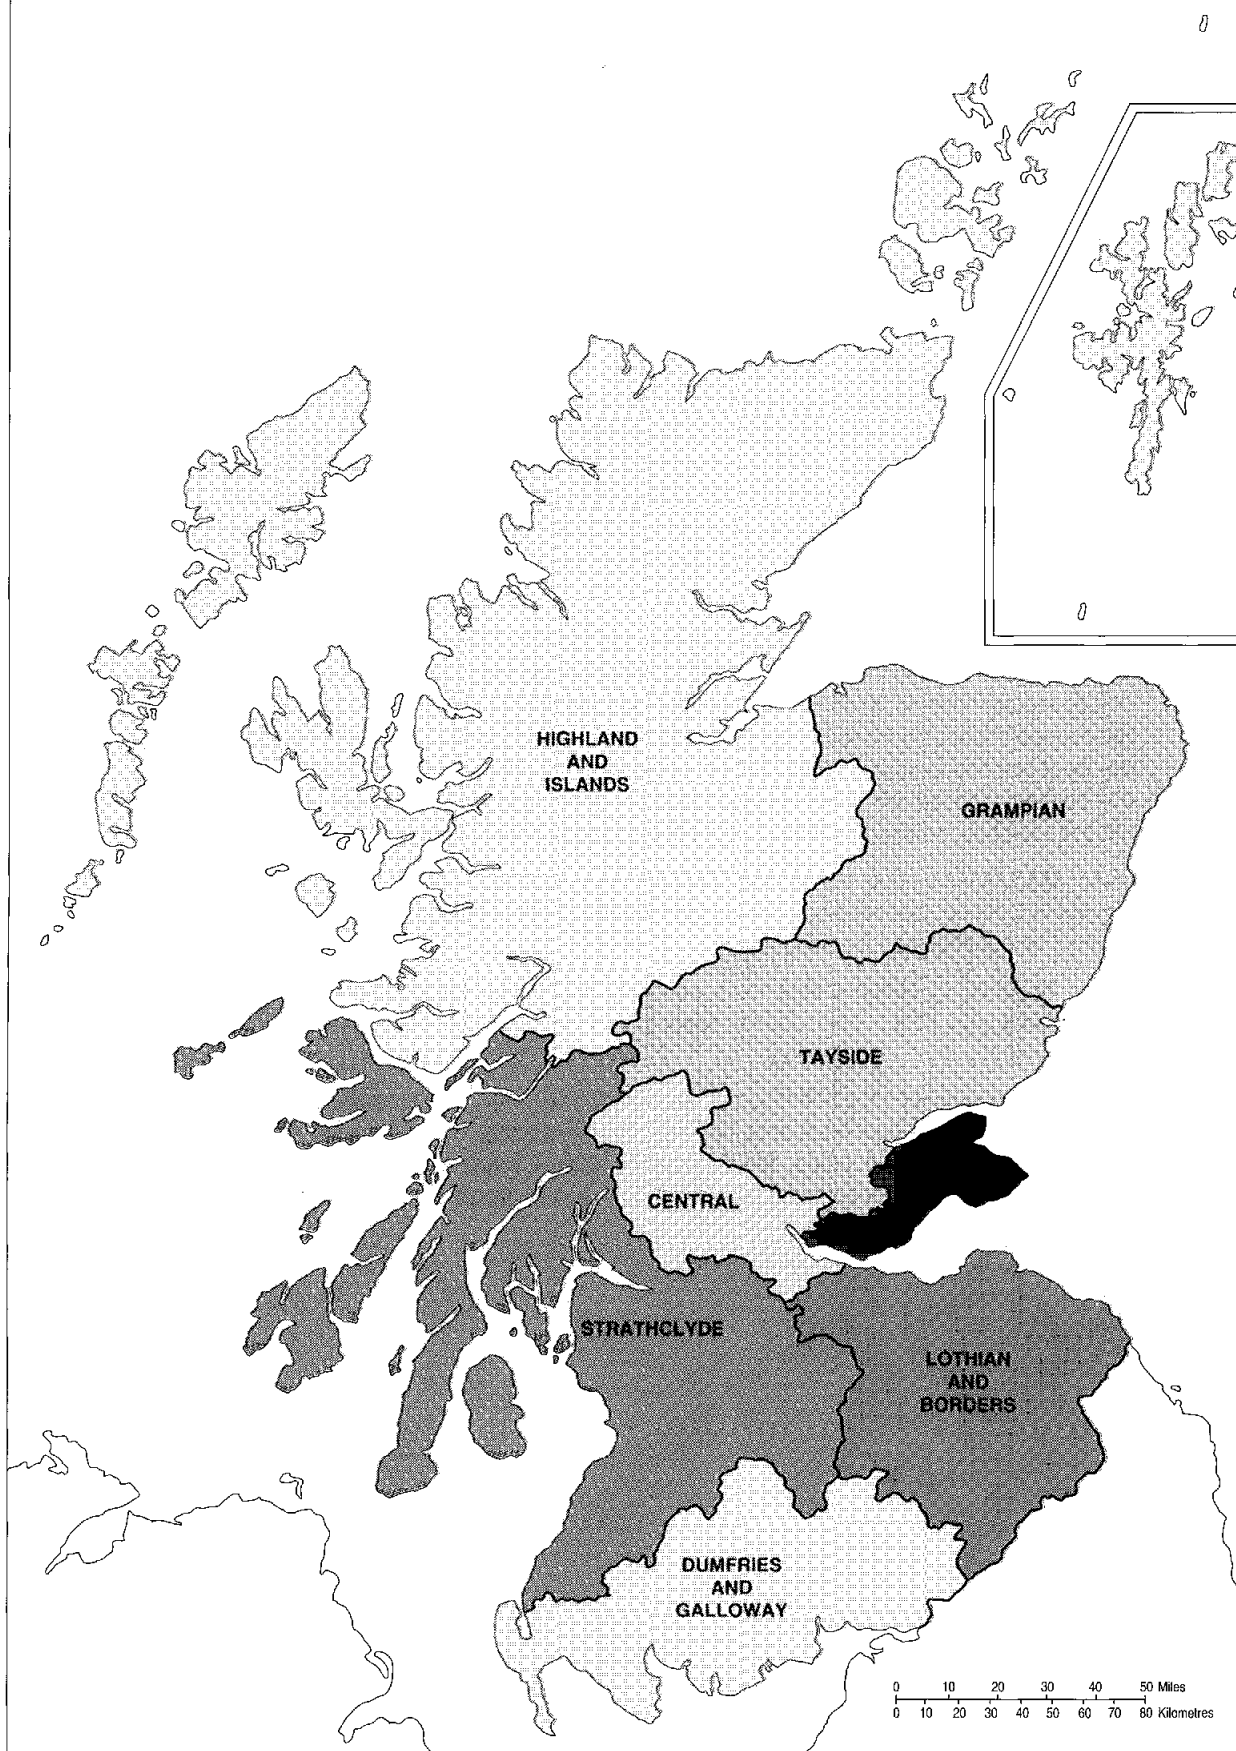 HIGHLAND
AND
ISLANDS
GRAMPIAN
TAYSIDE
CENTRAL
STRATHCLYDE
LOTHIAN
AND
BORDERS
DUMFRIES
AND
GALLOWAY
0 10 20 30 40 50 Miles
0 10 20 30 40 50 60 70 80 Kilometres